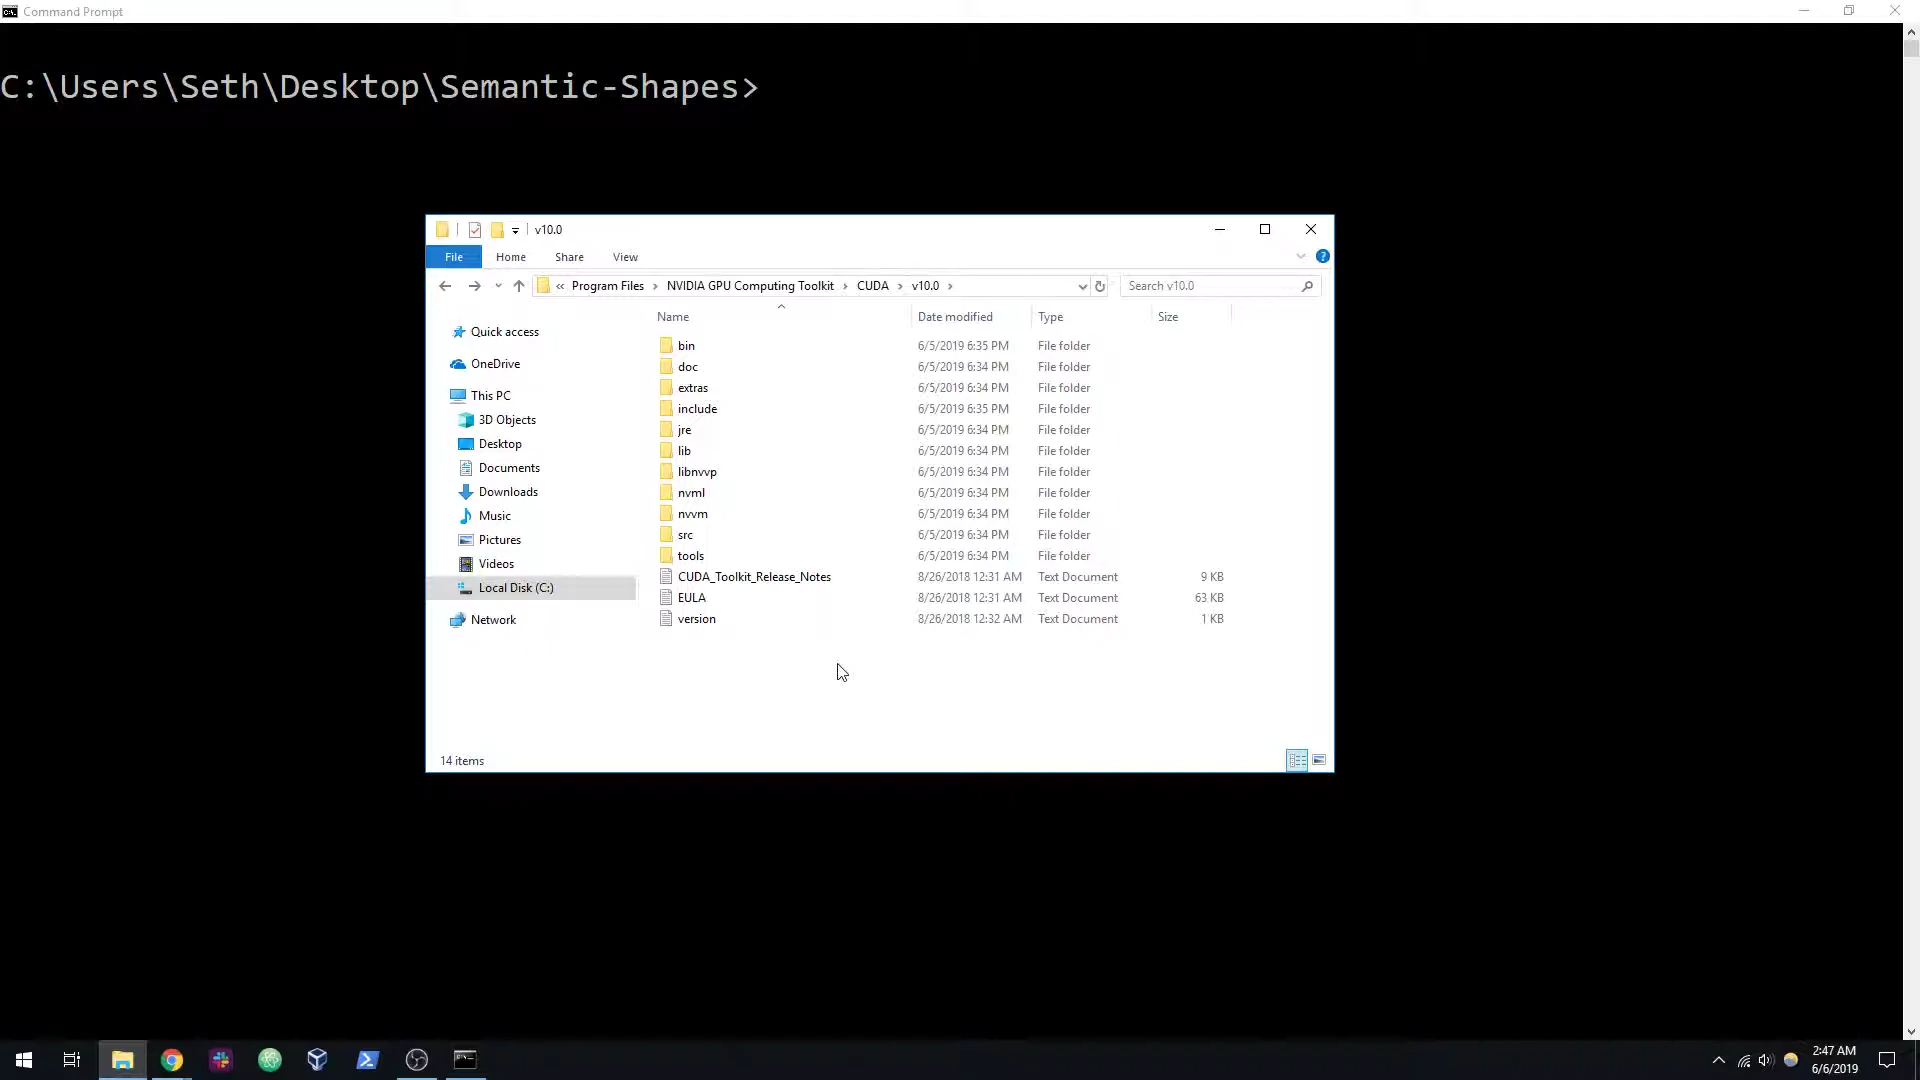 Command Prompt
C:\Users\Seth\Desktop\Semantic-Shapes>
v10.0
File Home Share View
« Program Files > NVIDIA GPU Computing Toolkit > CUDA > v10.0 > Search v10.0
Name Date modified Type Size
Quick access
OneDrive
This PC
3D Objects
Desktop
Documents
Downloads
Music
Pictures
Videos
Local Disk (C:)
Network
bin 6/5/2019 6:35 PM File folder
doc 6/5/2019 6:34 PM File folder
extras 6/5/2019 6:34 PM File folder
include 6/5/2019 6:35 PM File folder
jre 6/5/2019 6:34 PM File folder
lib 6/5/2019 6:34 PM File folder
libnvvp 6/5/2019 6:34 PM File folder
nvml 6/5/2019 6:34 PM File folder
nvvm 6/5/2019 6:34 PM File folder
src 6/5/2019 6:34 PM File folder
tools 6/5/2019 6:34 PM File folder
CUDA_Toolkit_Release_Notes 8/26/2018 12:31 AM Text Document 9 KB
EULA 8/26/2018 12:31 AM Text Document 63 KB
version 8/26/2018 12:32 AM Text Document 1 KB
14 items
2:47 AM
6/6/2019